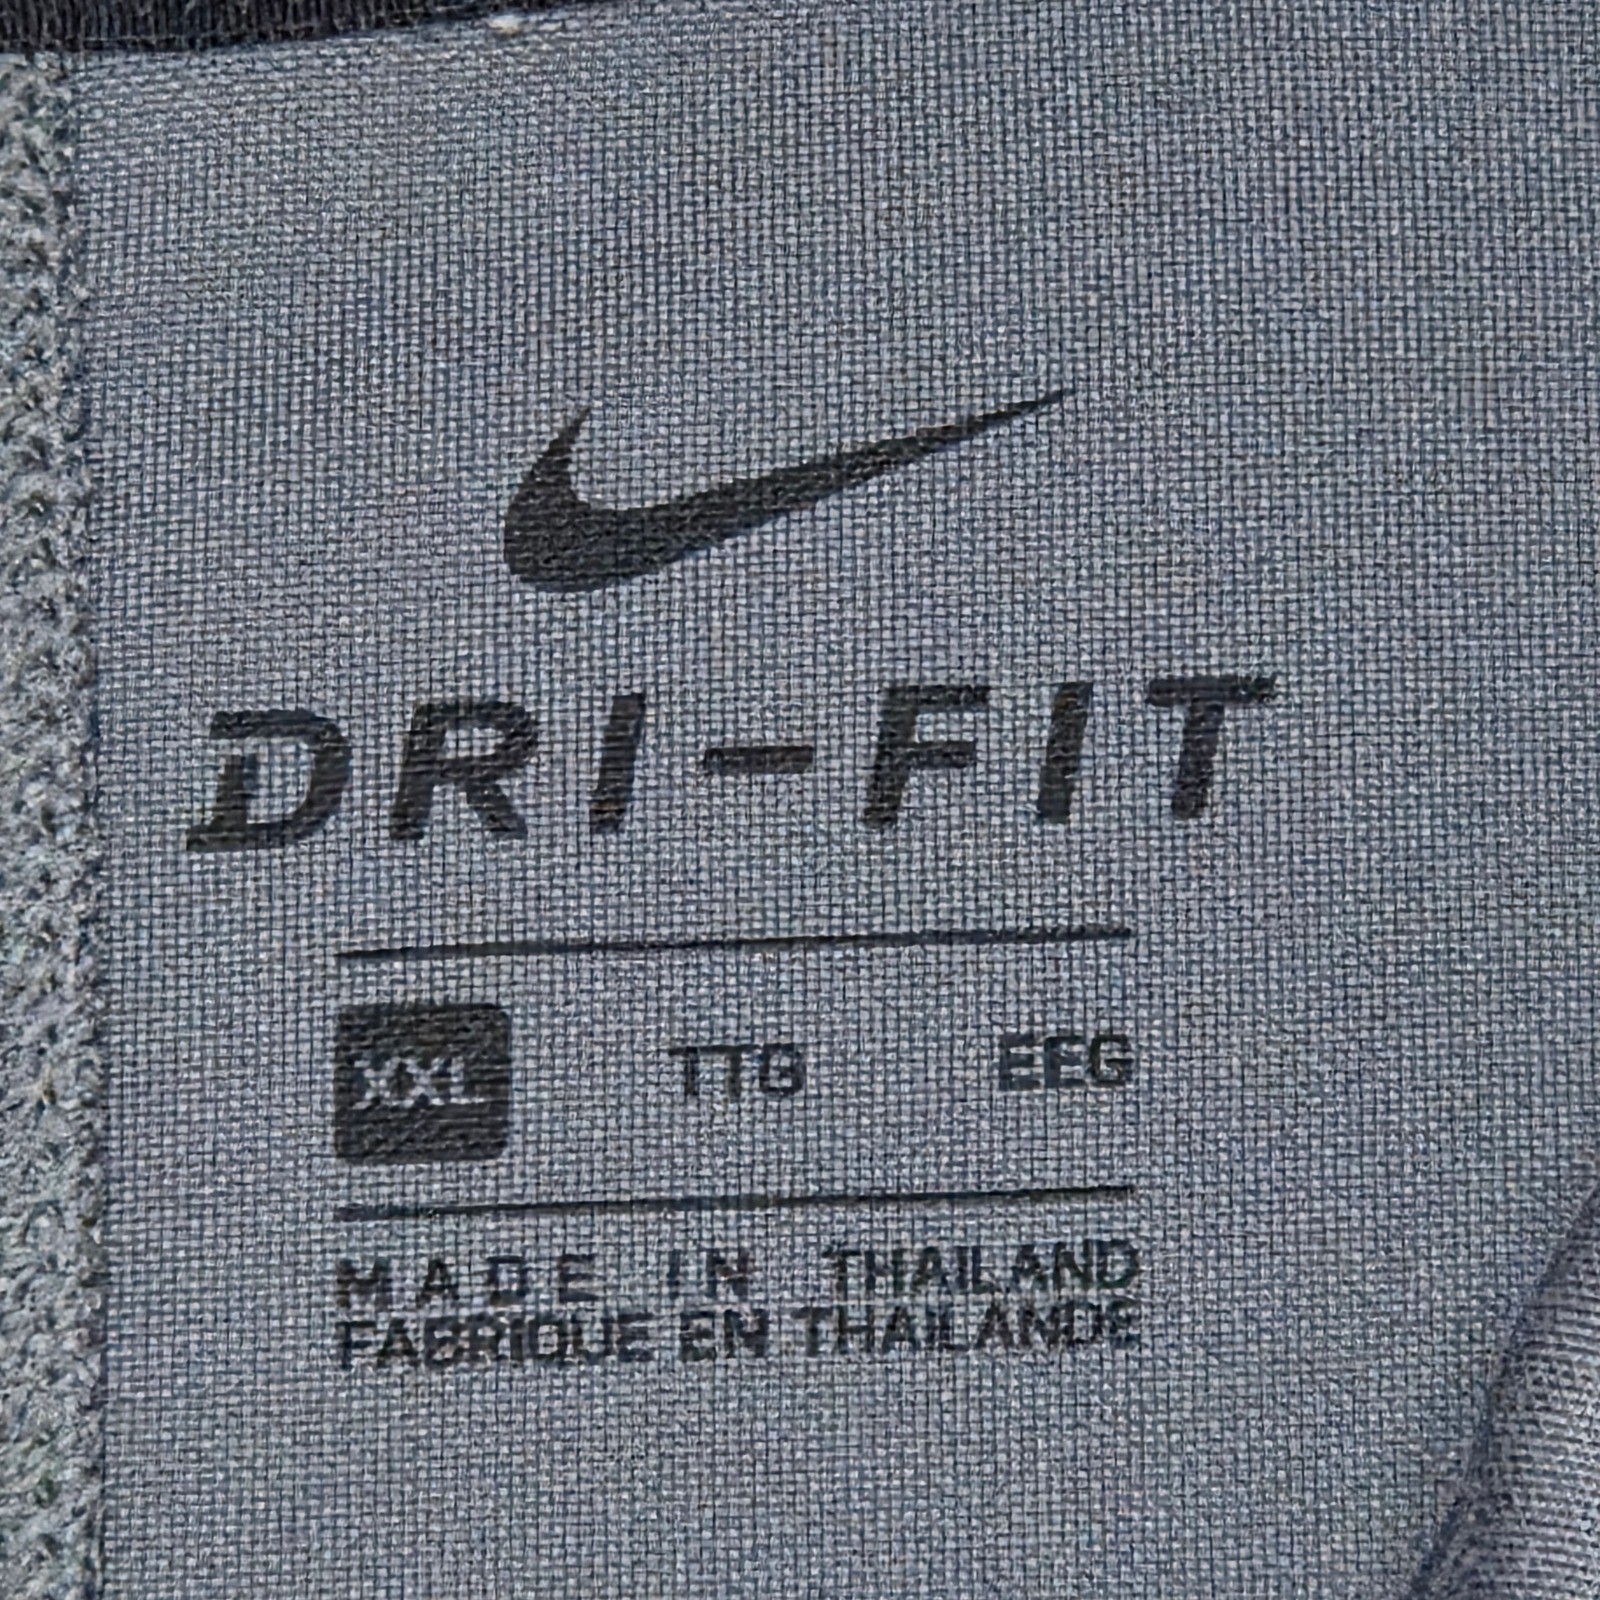 DRI-FIT
XXL TTG EEG
MADE IN THAILAND
FABRIQUE EN THAILANDE